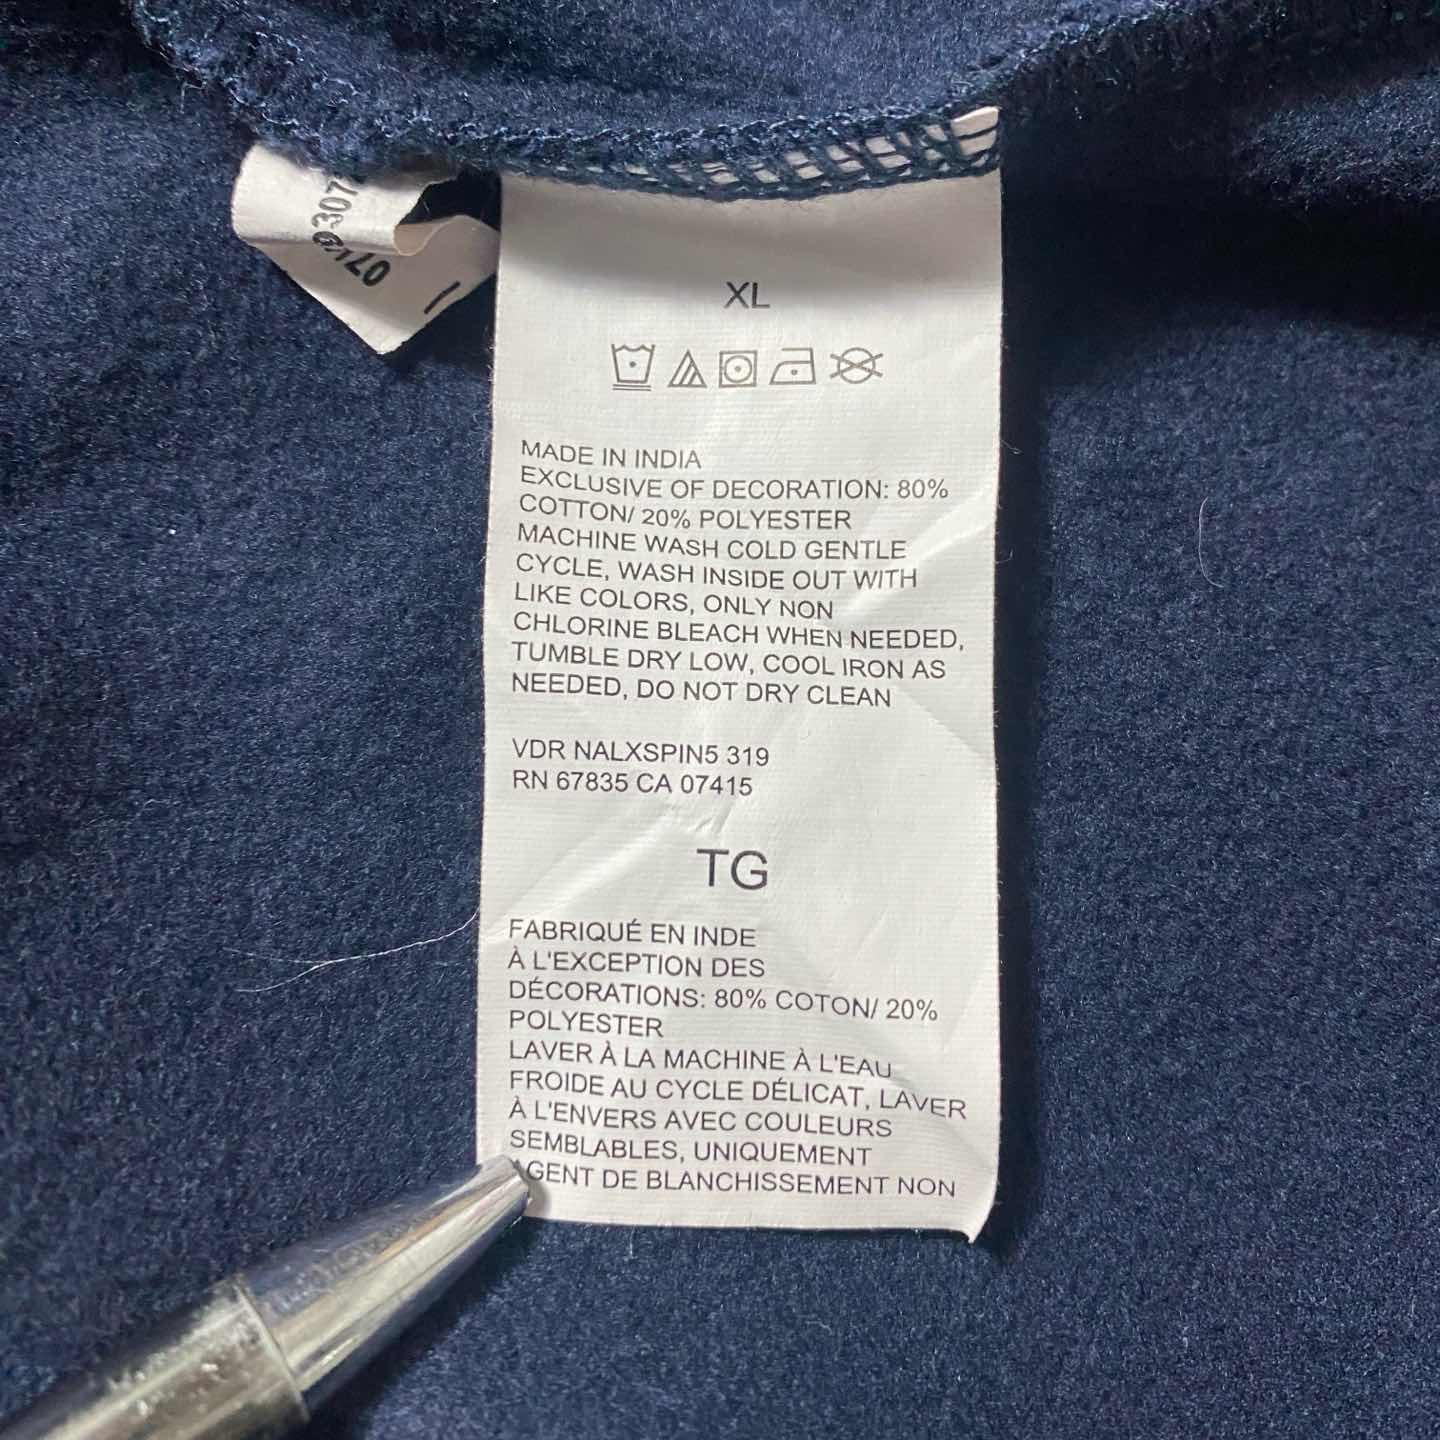 307
XL
MADE IN INDIA
EXCLUSIVE OF DECORATION: 80%
COTTON/ 20% POLYESTER
MACHINE WASH COLD GENTLE
CYCLE, WASH INSIDE OUT WITH
LIKE COLORS, ONLY NON
CHLORINE BLEACH WHEN NEEDED,
TUMBLE DRY LOW, COOL IRON AS
NEEDED, DO NOT DRY CLEAN
VDR NALXSPIN5 319
RN 67835 CA 07415
TG
FABRIQUÉ EN INDE
À L'EXCEPTION DES
DÉCORATIONS: 80% COTON/ 20%
POLYESTER
LAVER À LA MACHINE À L'EAU
FROIDE AU CYCLE DÉLICAT, LAVER
À L'ENVERS AVEC COULEURS
SEMBLABLES, UNIQUEMENT
AGENT DE BLANCHISSEMENT NON